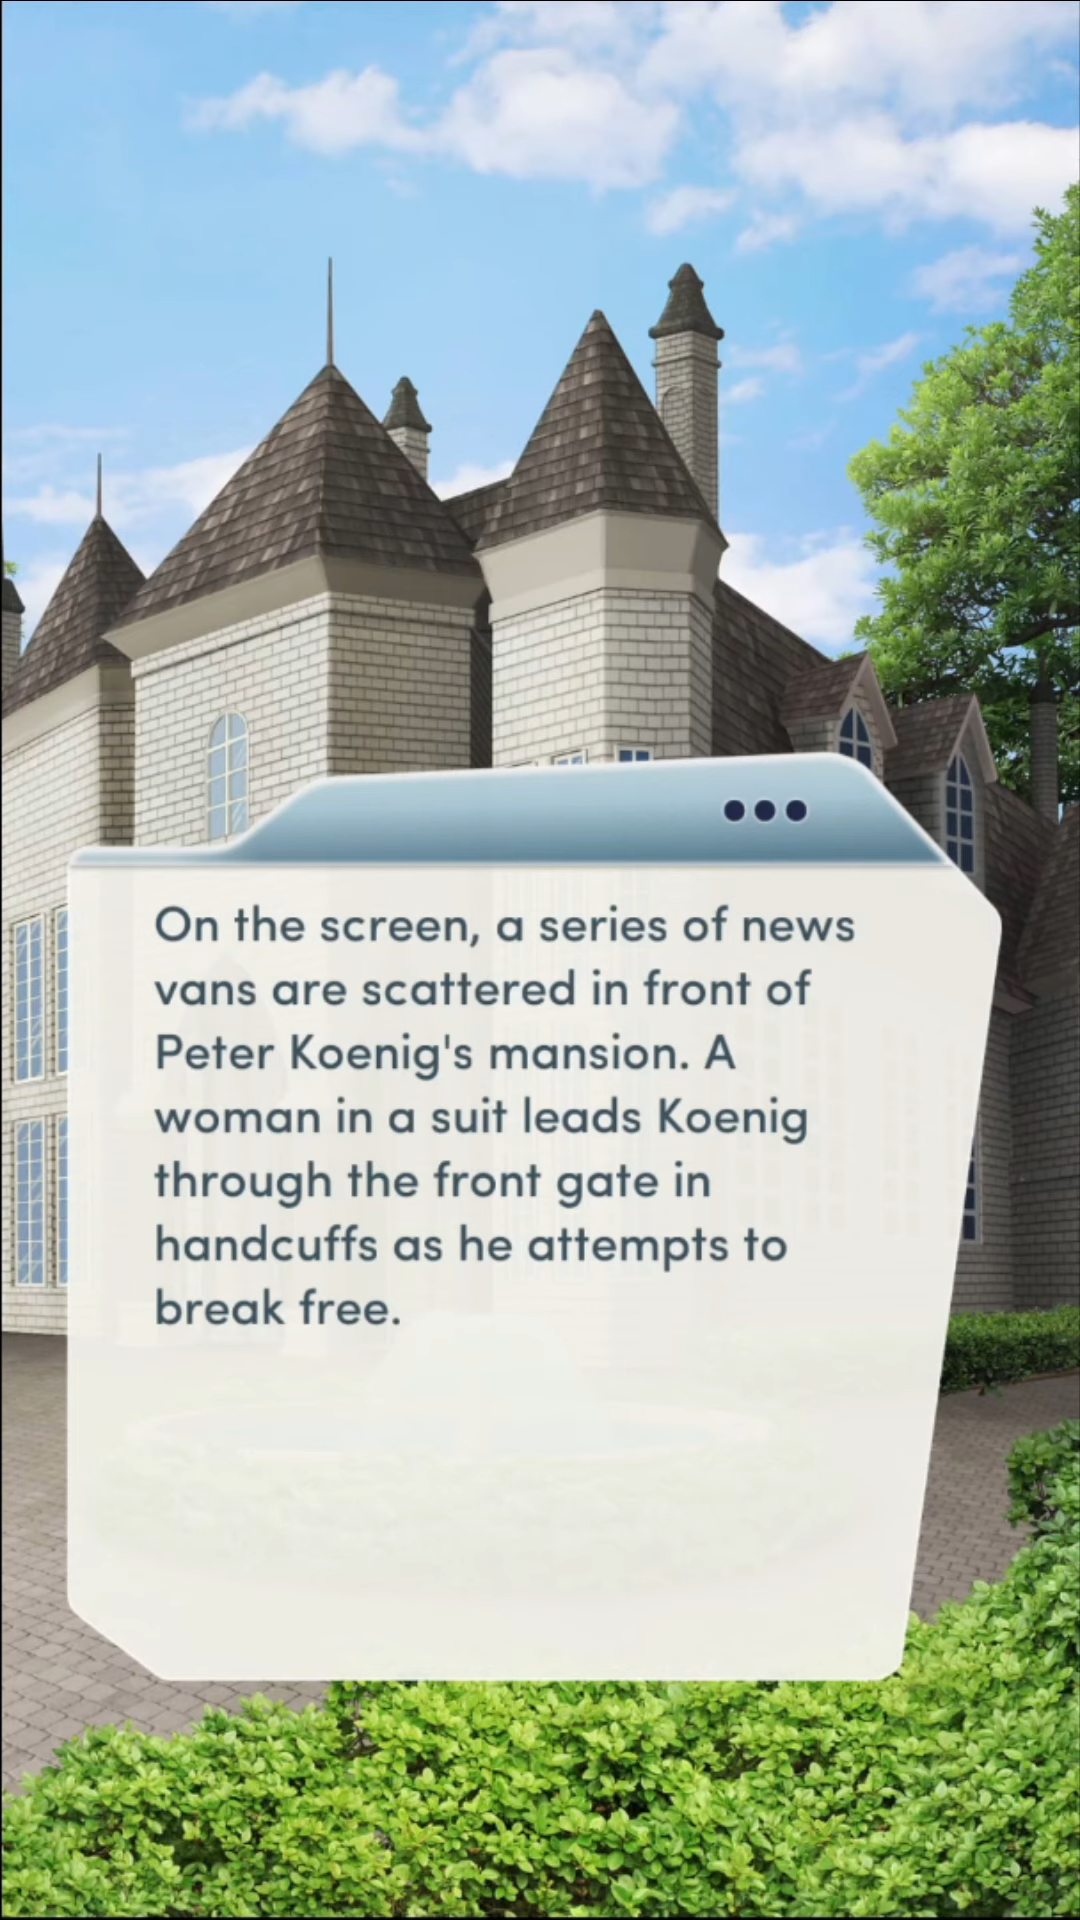 On the screen, a series of news
vans are scattered in front of
Peter Koenig's mansion. A
woman in a suit leads Koenig
through the front gate in
handcuffs as he attempts to
break free.